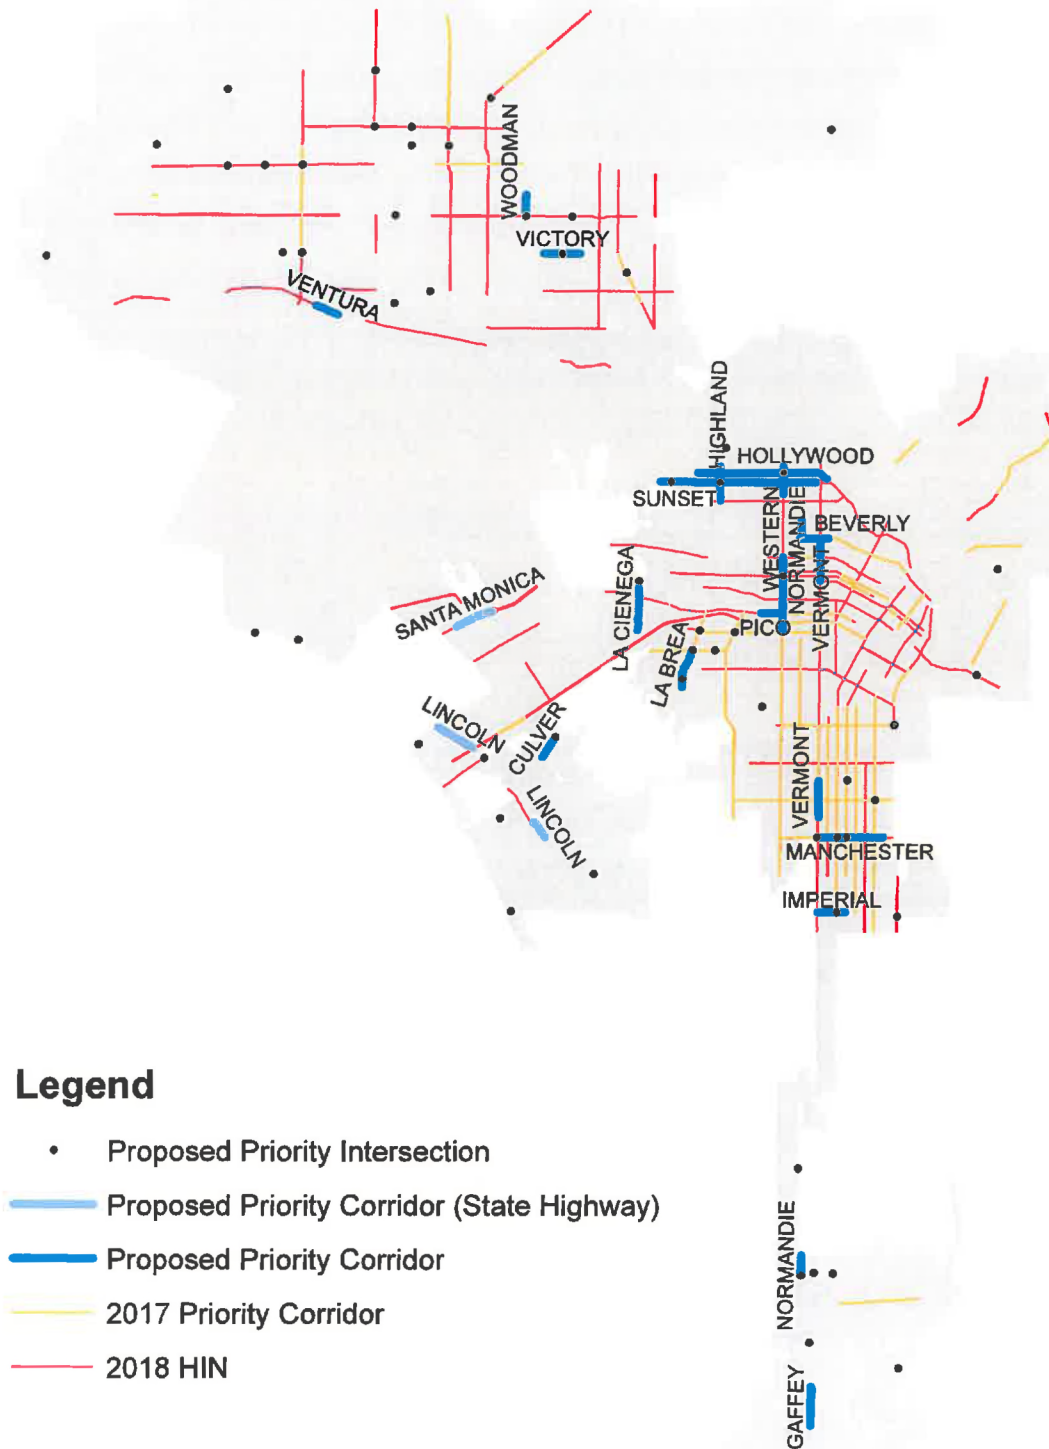 WOODMAN
VICTORY
VENTURA
HIGHLAND
HOLLYWOOD
SUNSET
WESTERN
NORMANDIE
BEVERLY
VERMONT
SANTA MONICA
LA CIENEGA
PICO
LA BREA
LINCOLN
CULVER
LINCOLN
VERMONT
MANCHESTER
IMPERIAL
Legend
Proposed Priority Intersection
Proposed Priority Corridor (State Highway)
Proposed Priority Corridor
2017 Priority Corridor
2018 HIN
NORMANDIE
GAFFEY